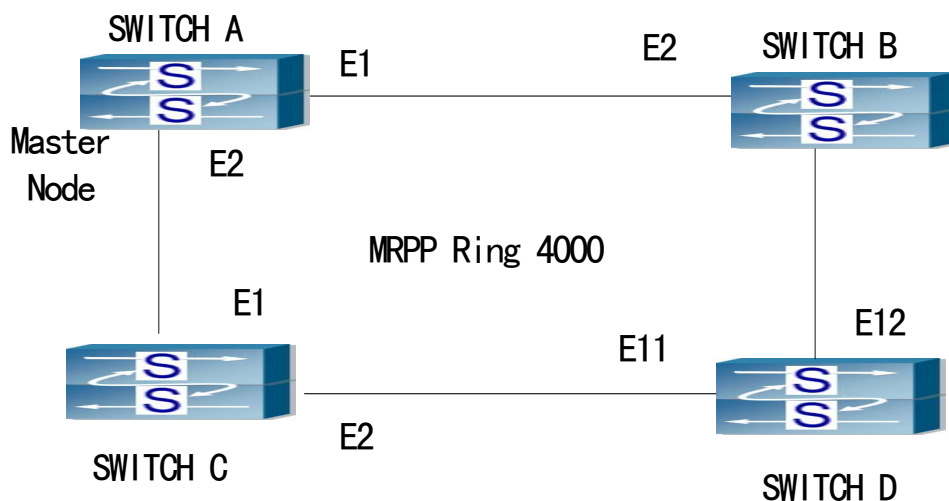 SWITCH A
E1
E2
SWITCH B
S
S
S
S
Master
Node
E2
MRPP Ring 4000
E1
E12
E11
S
S
S
S
E2
SWITCH C
SWITCH D